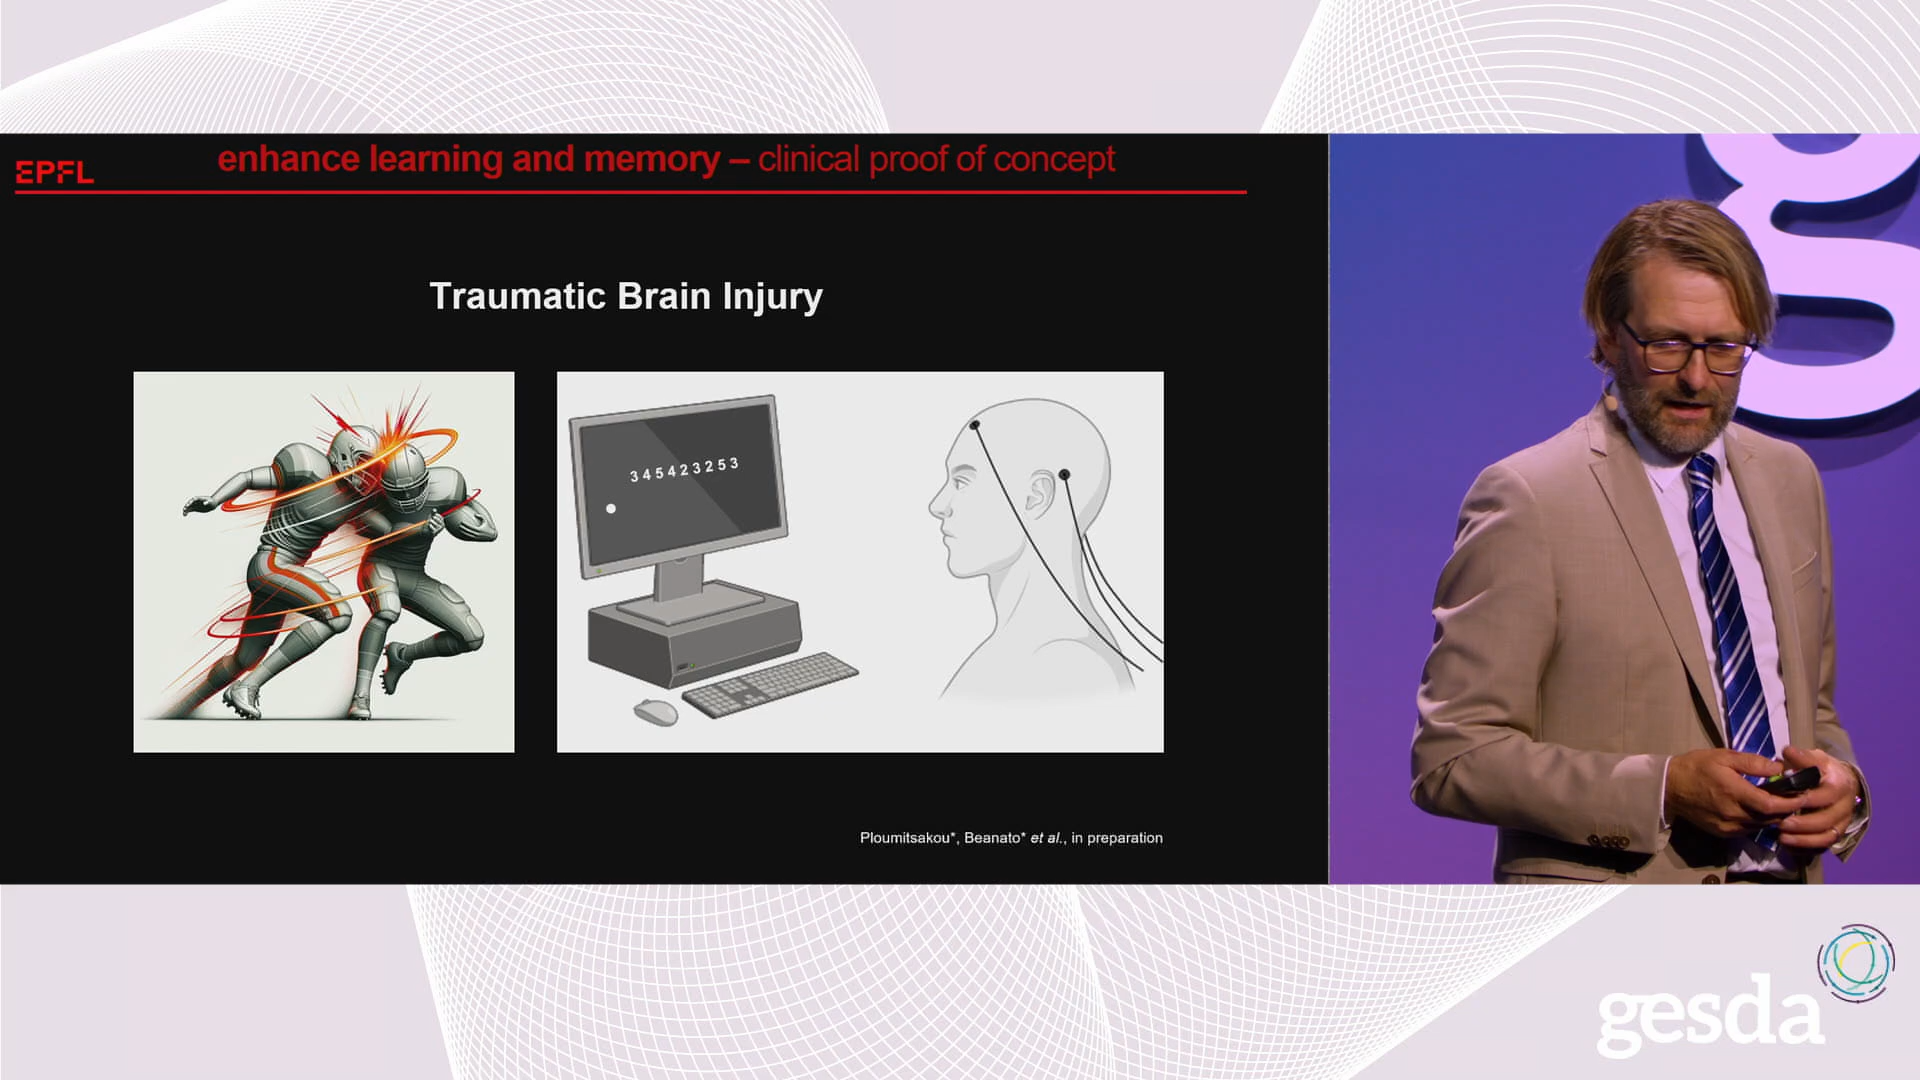 EPFL
enhance learning and memory – clinical proof of concept
Traumatic Brain Injury
345423253
Ploumitsakou*, Beanato* et al., in preparation
g
gesda